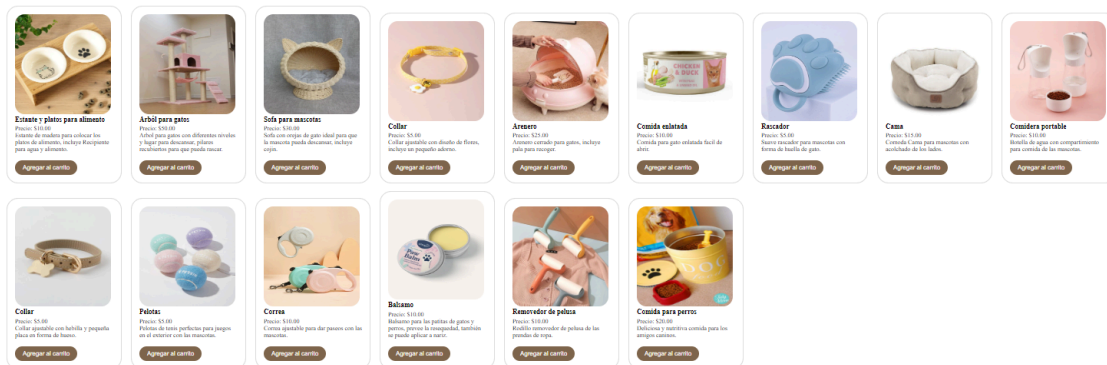 CHICKEN
& DUCK
Estante y platos para alimento
Precio: $10.00
Estante de madera para colocar los
platos de alimento, incluye Recipiente
para agua y alimento.
Agregar al carrito
Arból para gatos
Precio: $50.00
Arbol para gatos con diferentes niveles
y lugar para descansar, pilares
recubiertos para que pueda rascar.
Agregar al carrito
Sofa para mascotas
Precio: $30.00
Sofa con orejas de gato ideal para que
la mascota pueda descansar, incluye
cojin.
Agregar al carrito
Collar
Precio: $5.00
Collar ajustable con diseño de flores,
incluye un pequeño adorno.
Agregar al carrito
Arenero
Precio: $25.00
Arenero cerrado para gatos, incluye
pala para recoger.
Agregar al carrito
Comida enlatada
Precio: $10.00
Comida para gato enlatada facil de
abrir.
Agregar al carrito
Rascador
Precio: $5.00
Suave rascador para mascotas con
forma de huella de gato.
Agregar al carrito
Cama
Precio: $15.00
Comoda Cama para mascotas con
acolchado de los lados.
Agregar al carrito
Comidera portable
Precio: $10.00
Botella de agua con compartimiento
para comida de las mascotas.
Agregar al carrito
Collar
Precio: $5.00
Collar ajustable con hebilla y pequeña
placa en forma de hueso.
Agregar al carrito
Pelotas
Precio: $5.00
Pelotas de tenis perfectas para juegos
en el exterior con las mascotas.
Agregar al carrito
Correa
Precio: $10.00
Correa ajustable para dar paseos con las
mascotas.
Agregar al carrito
Paw
Balm
Balsamo
Precio: $10.00
Balsamo para las patitas de gatos y
perros, provee la resequedad, también
se puede aplicar a nariz.
Agregar al carrito
Removedor de pelusa
Precio: $10.00
Rodillo removedor de pelusa de las
prendas de ropa.
Agregar al carrito
DOG
Comida para perros
Precio: $20.00
Deliciosa y nutritiva comida para los
amigos caninos.
Agregar al carrito